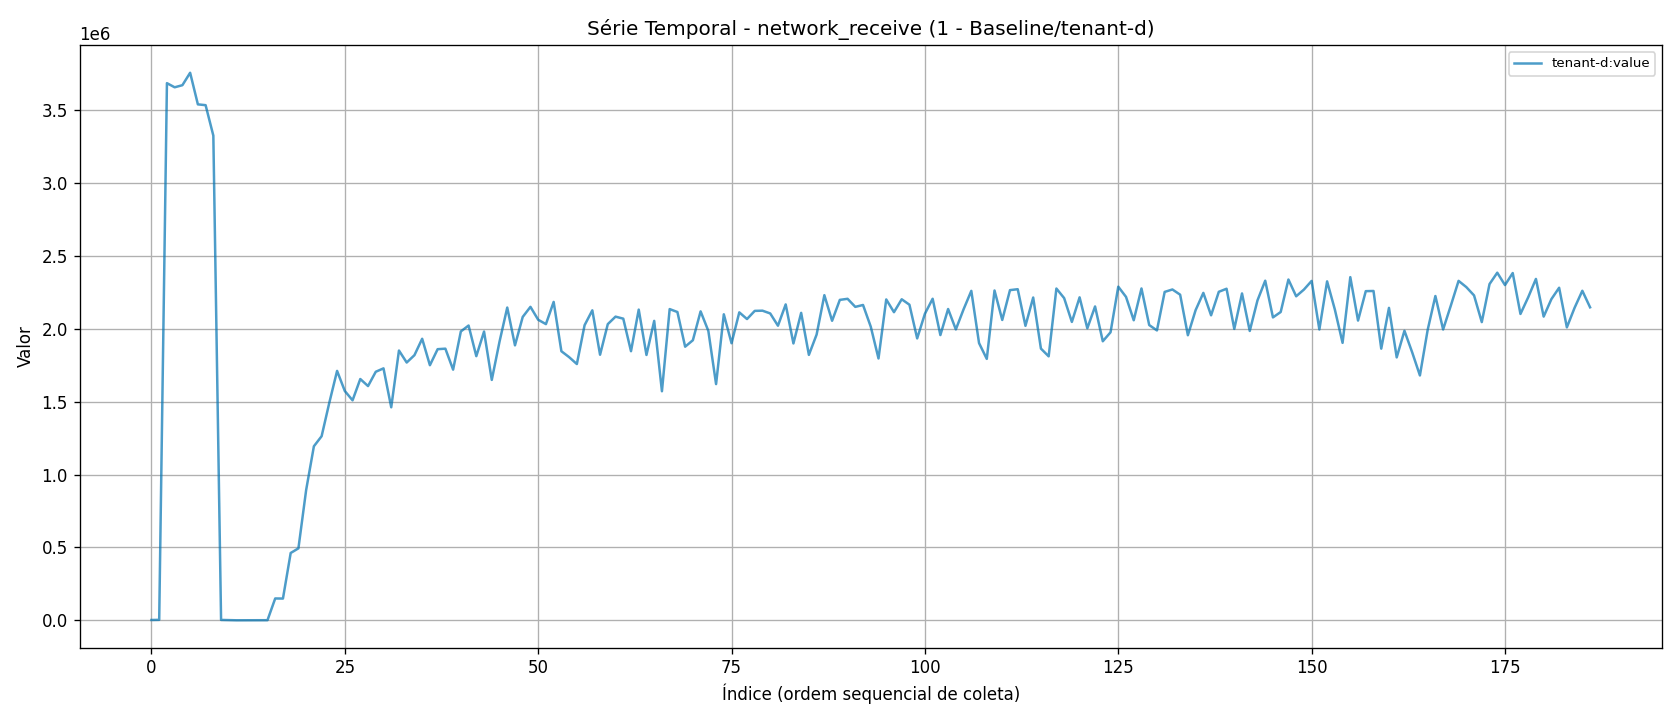 Série Temporal - network_receive (1 - Baseline/tenant-d)
1e6
tenant-d:value
3.5
3.0
2.5
2.0
1.5
1.0
0.5
0.0
Valor
0 25 50 75 100 125 150 175
Índice (ordem sequencial de coleta)